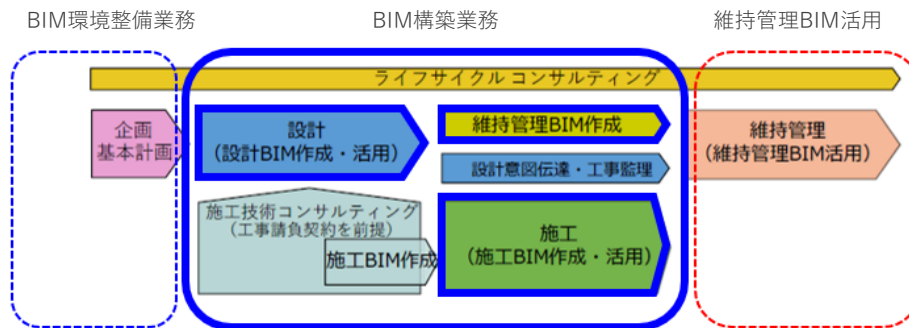 BIM環境整備業務
BIM構築業務
維持管理BIM活用
ライフサイクル コンサルティング
企画
基本計画
設計
（設計BIM作成・活用）
維持管理BIM作成
維持管理
（維持管理BIM活用）
設計意図伝達・工事監理
施工技術コンサルティング
（工事請負契約を前提）
施工BIM作成
施工
（施工BIM作成・活用）